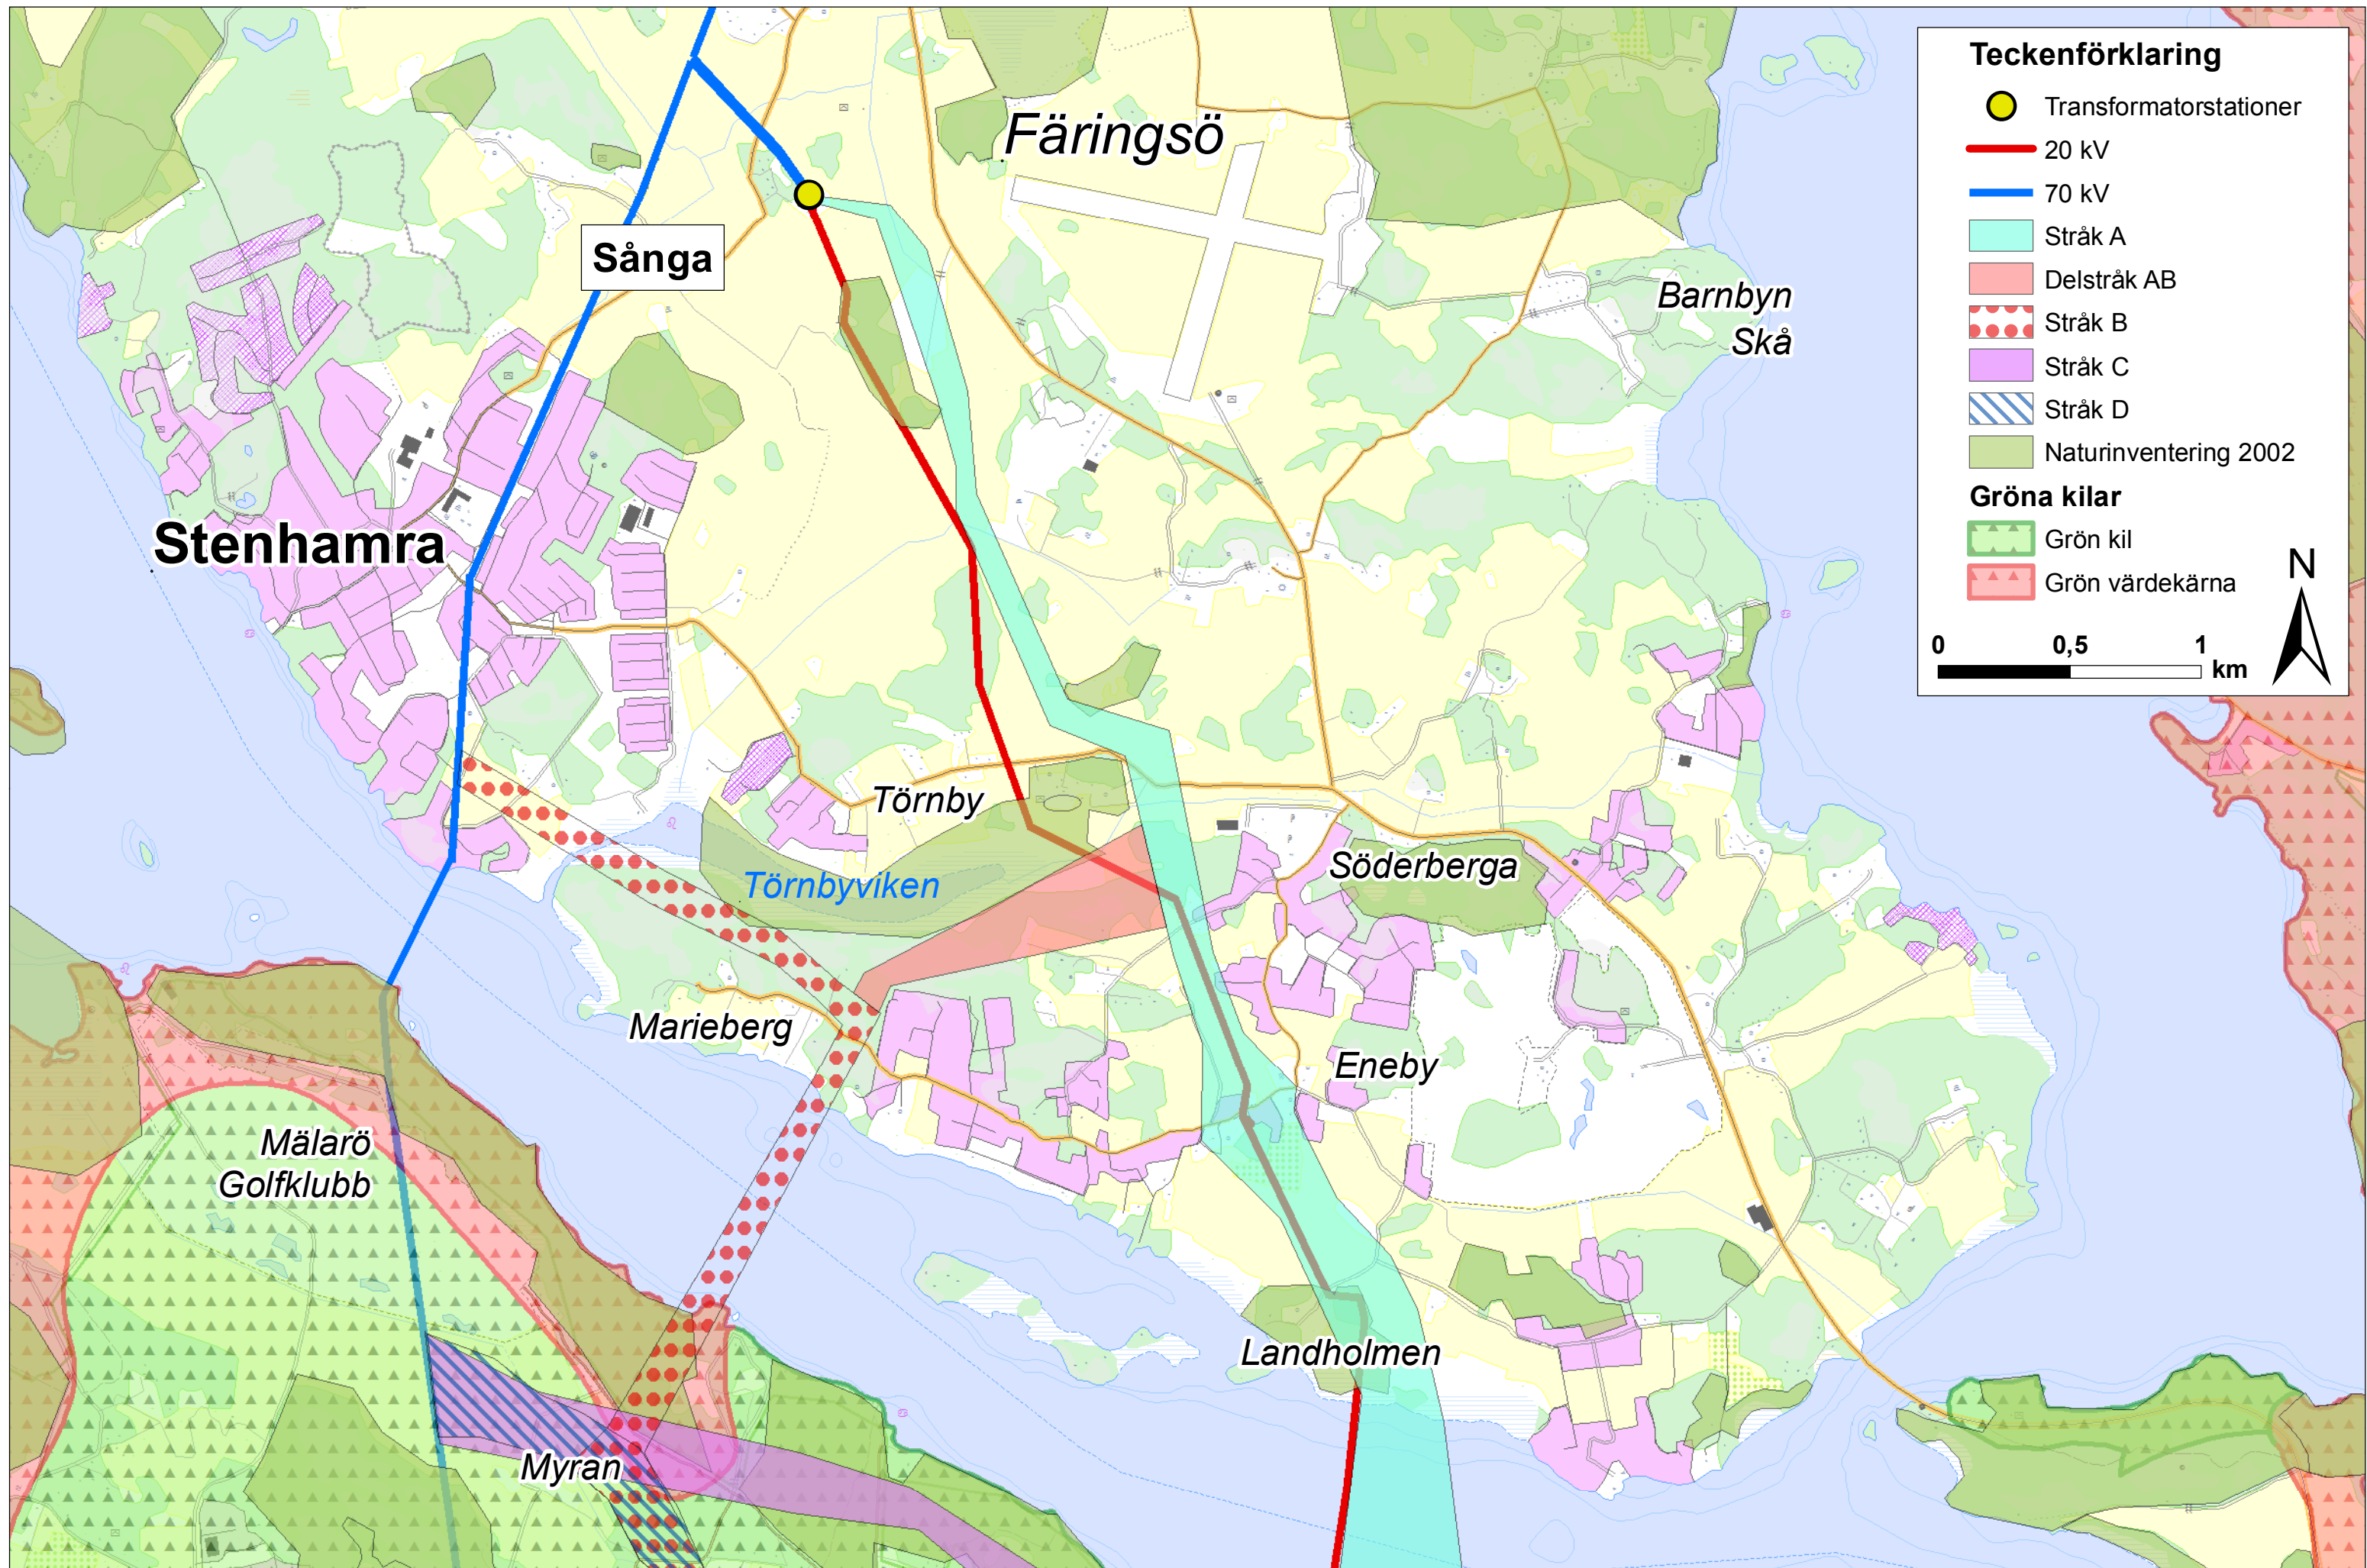 Teckenförklaring
Transformatorstationer
20 kV
70 kV
Stråk A
Delstråk AB
Stråk B
Stråk C
Stråk D
Naturinventering 2002
Gröna kilar
Grön kil
Grön värdekärna
N
0 0,5 1
km
Färingsö
Sånga
Barnbyn
Skå
Stenhamra
Törnby
Söderberga
Törnbyviken
Marieberg
Eneby
Mälarö
Golfklubb
Landholmen
Myran